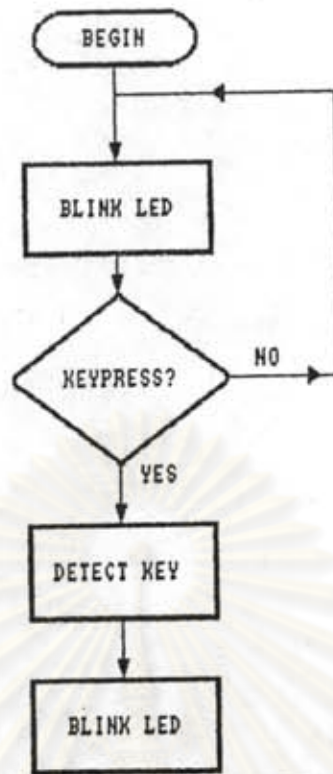 BEGIN
BLINK LED
KEYPRESS?
NO
YES
DETECT KEY
BLINK LED